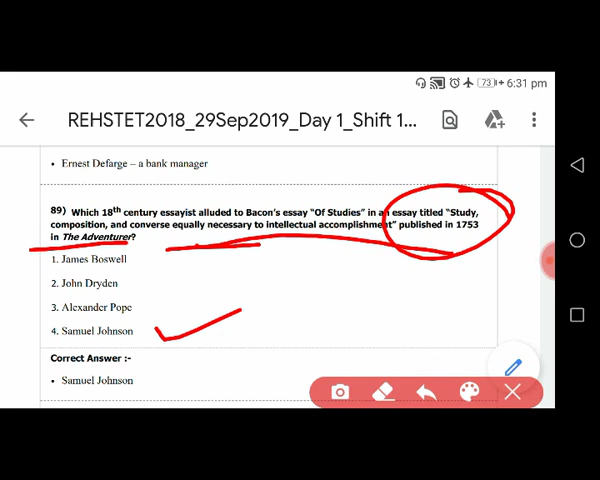 73 6:31 pm
REHSTET2018_29Sep2019_Day 1_Shift 1...
• Ernest Defarge – a bank manager
89) Which 18th century essayist alluded to Bacon's essay "Of Studies" in an essay titled "Study,
composition, and converse equally necessary to intellectual accomplishment" published in 1753
in The Adventurer?
1. James Boswell
2. John Dryden
3. Alexander Pope
4. Samuel Johnson
Correct Answer :-
• Samuel Johnson